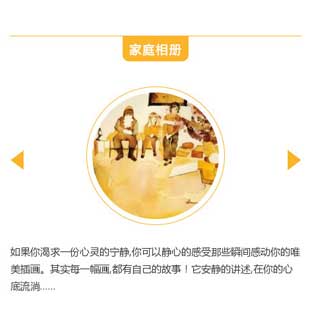 家庭相册
如果你渴求一份心灵的宁静,你可以静心的感受那些瞬间感动你的唯
美插画。其实每一幅画,都有自己的故事！它安静的讲述,在你的心
底流淌......